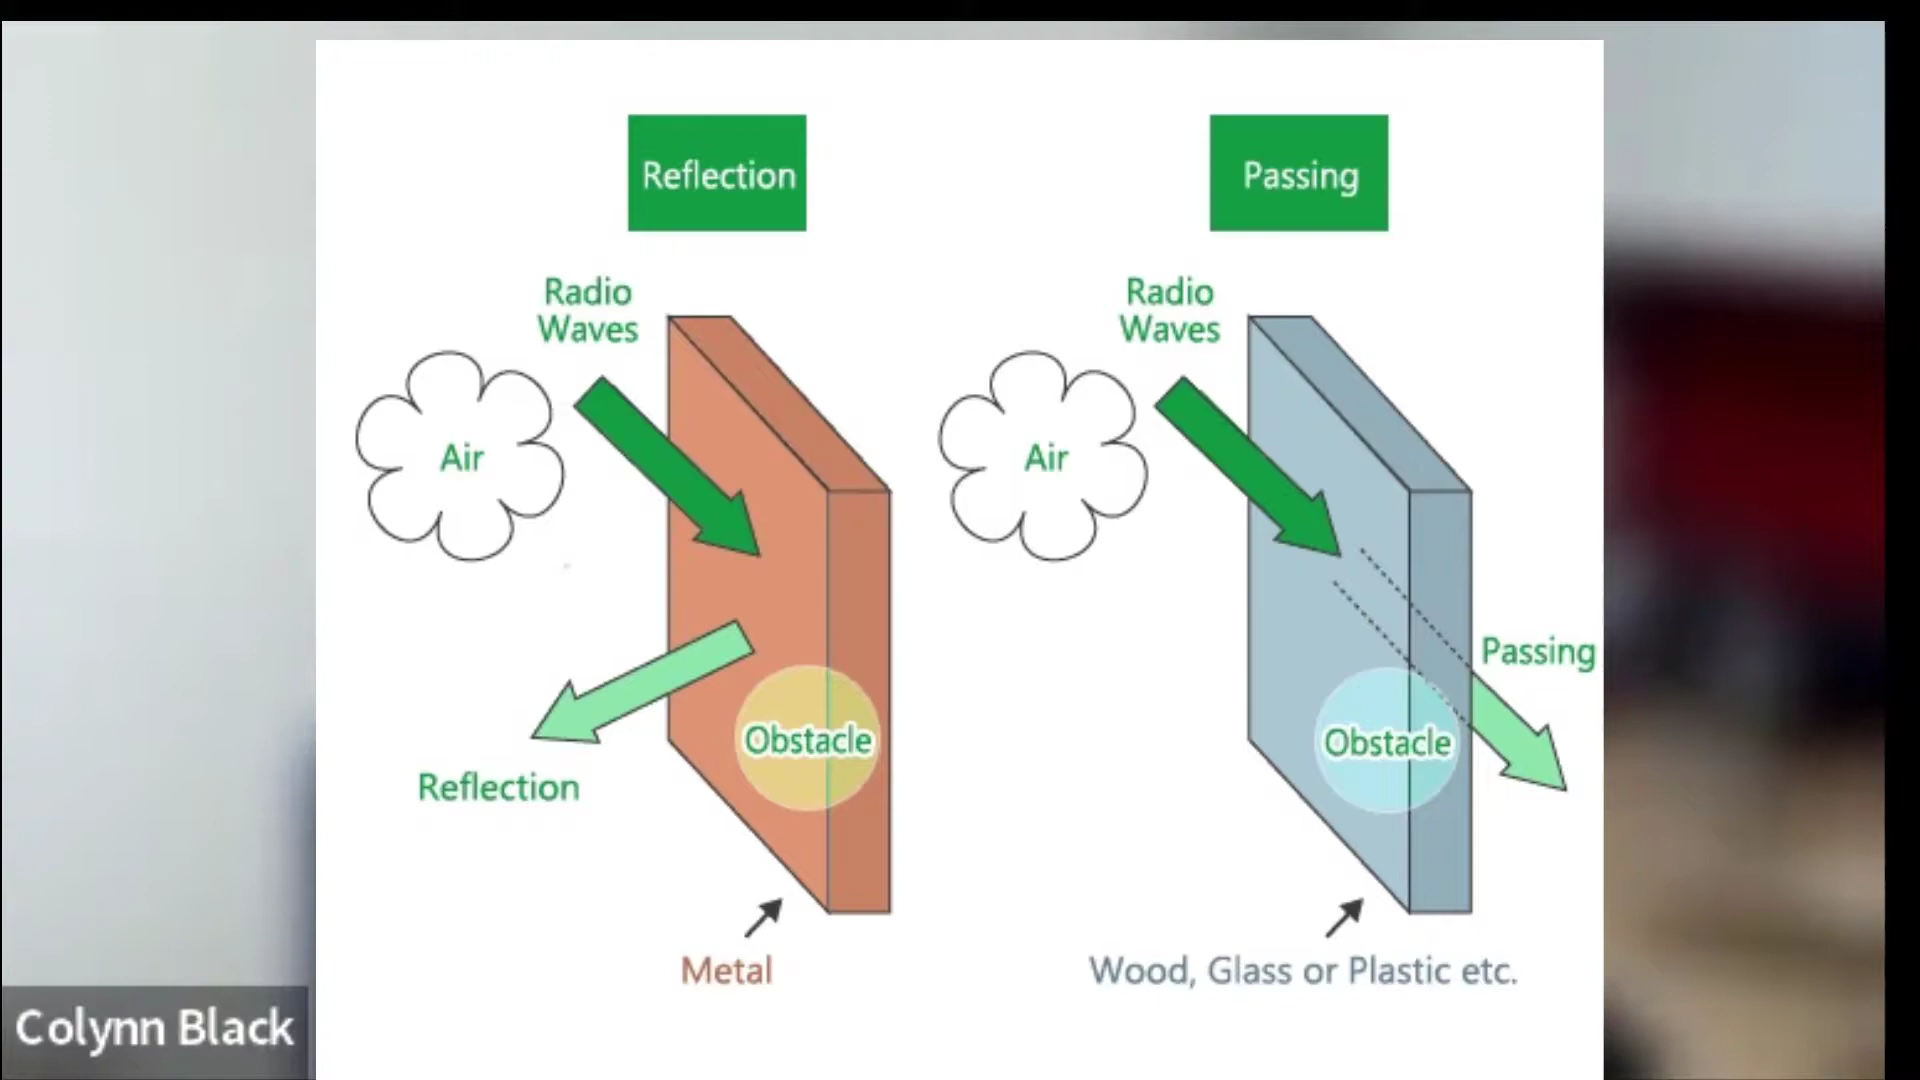 Reflection
Passing
Radio
Waves
Radio
Waves
Air
Air
Passing
Obstacle
Obstacle
Reflection
Metal
Wood, Glass or Plastic etc.
Colynn Black